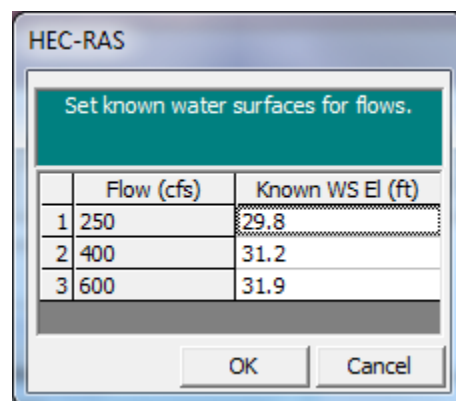 HEC-RAS
Set known water surfaces for flows.
Flow (cfs) Known WS El (ft)
1 250 29.8
2 400 31.2
3 600 31.9
OK Cancel